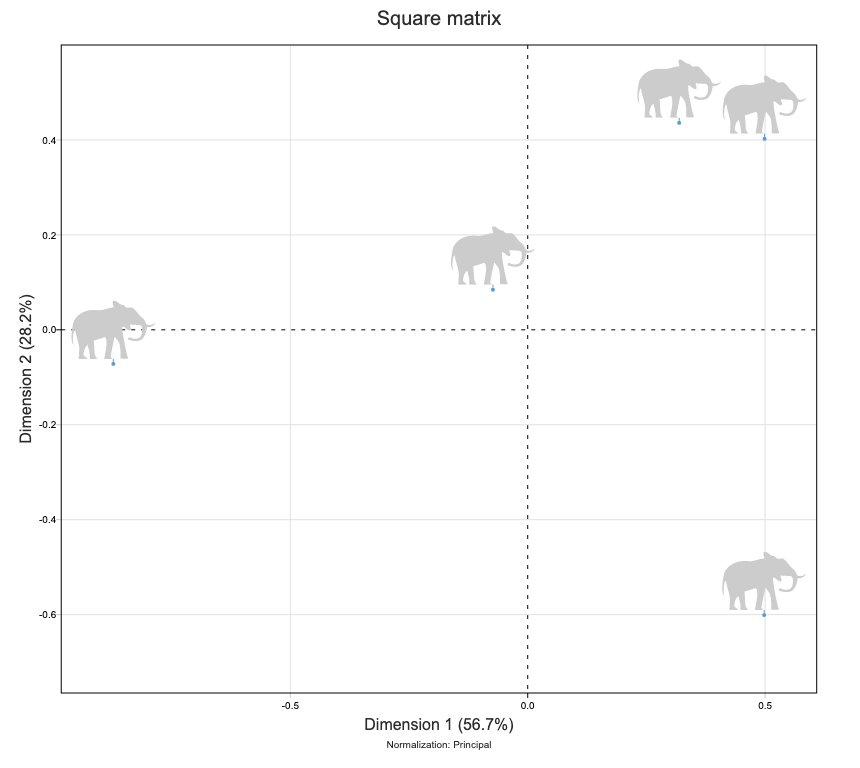 Square matrix
0.4
0.2
0.0
-0.2
-0.4
-0.6
Dimension 2 (28.2%)
-0.5
0.0
0.5
Dimension 1 (56.7%)
Normalization: Principal